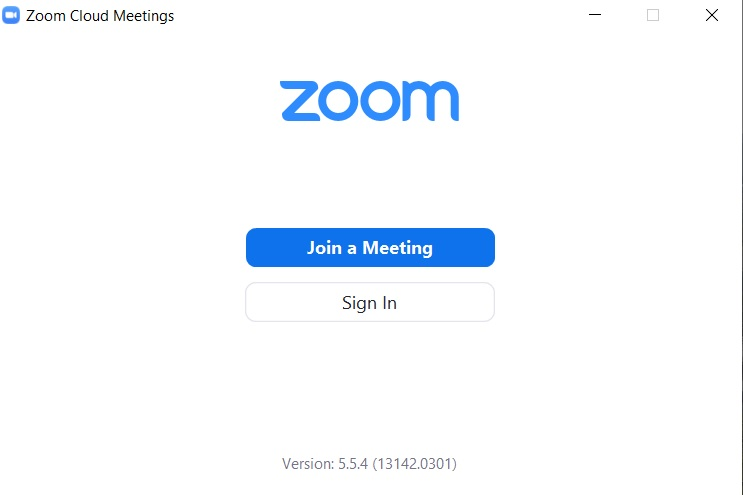 Zoom Cloud Meetings
zoom
Join a Meeting
Sign In
Version: 5.5.4 (13142.0301)